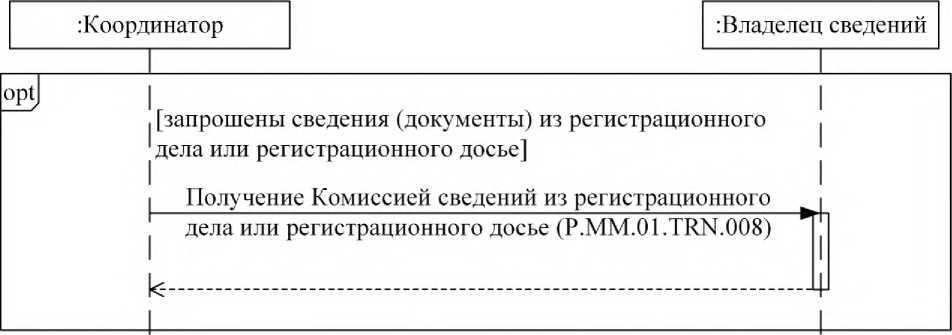 :Координатор
:Владелец сведений
opt
[запрошены сведения (документы) из регистрационного
дела или регистрационного досье]
Получение Комиссией сведений из регистрационного
дела или регистрационного досье (P.MM.01.TRN.008)